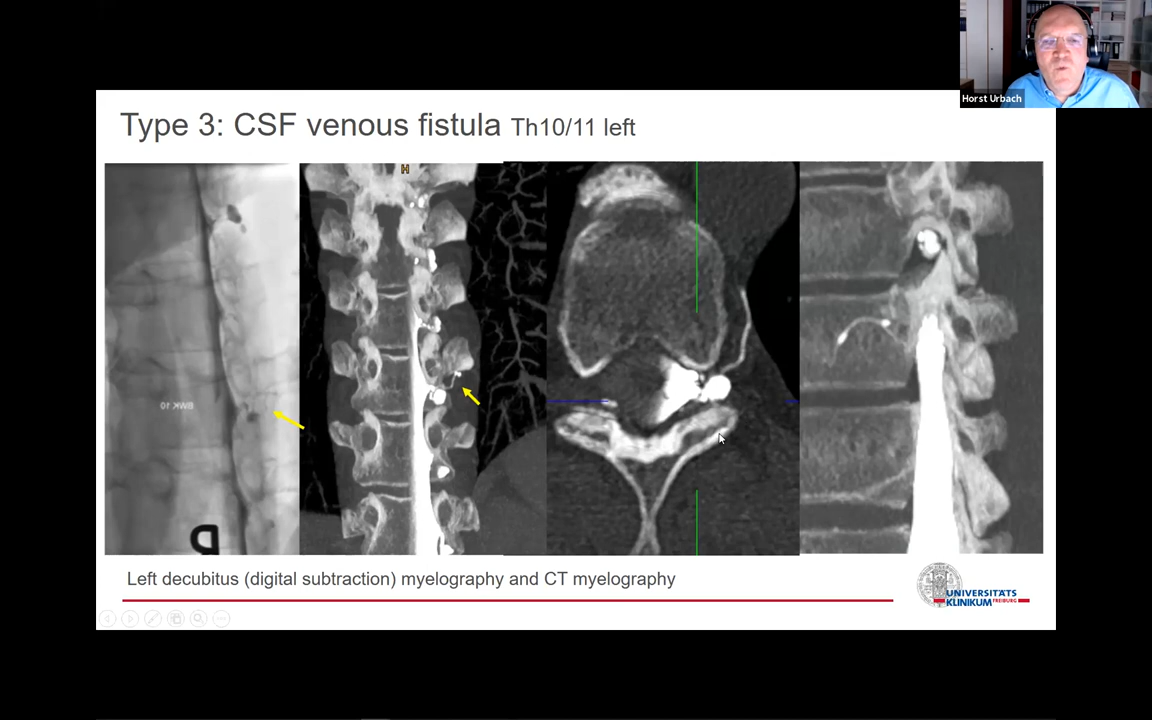 Horst Urbach
Type 3: CSF venous fistula Th10/11 left
H
BWK 10
Left decubitus (digital subtraction) myelography and CT myelography
UNIVERSITÄTS
KLINIKUM FREIBURG